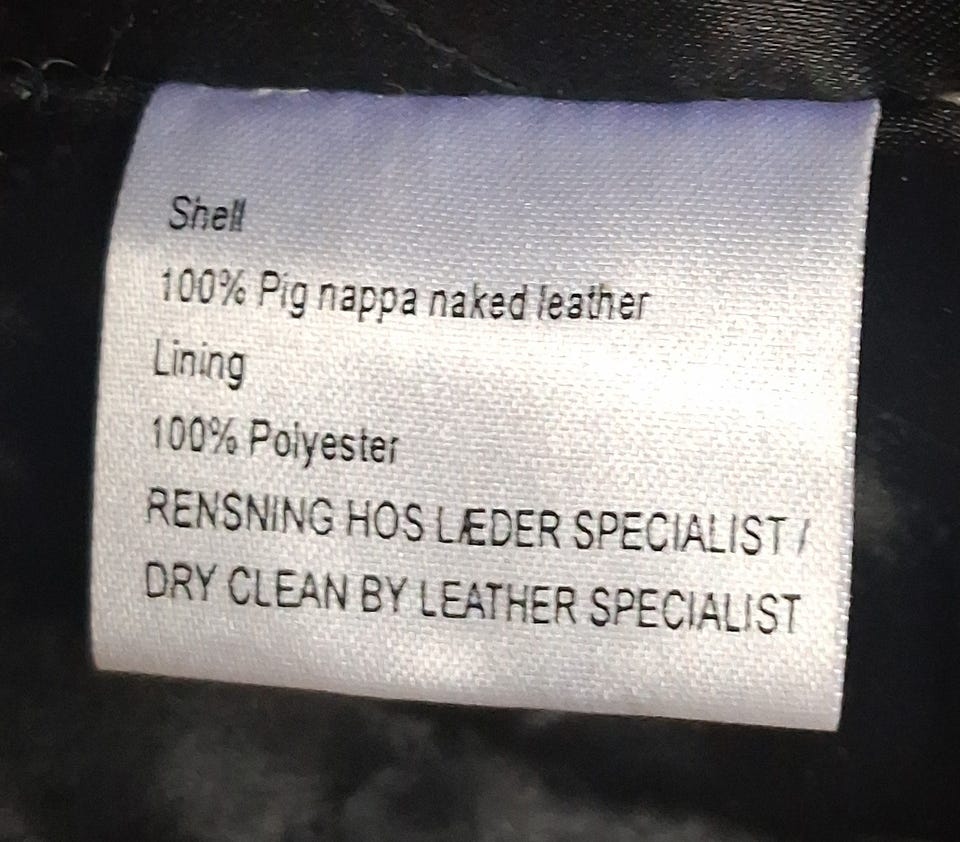 Shell
100% Pig nappa naked leather
Lining
100% Polyester
RENSNING HOS LÆDER SPECIALIST /
DRY CLEAN BY LEATHER SPECIALIST